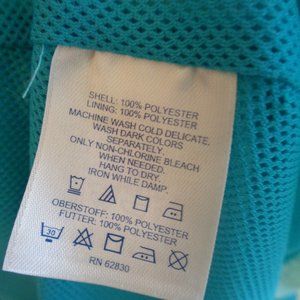 SHELL: 100% POLYESTER
LINING: 100% POLYESTER
MACHINE WASH COLD DELICATE.
WASH DARK COLORS
SEPARATELY.
ONLY NON-CHLORINE BLEACH
WHEN NEEDED.
HANG TO DRY.
IRON WHILE DAMP.
OBERSTOFF: 100% POLYESTER
FUTTER: 100% POLYESTER
30
RN 62830